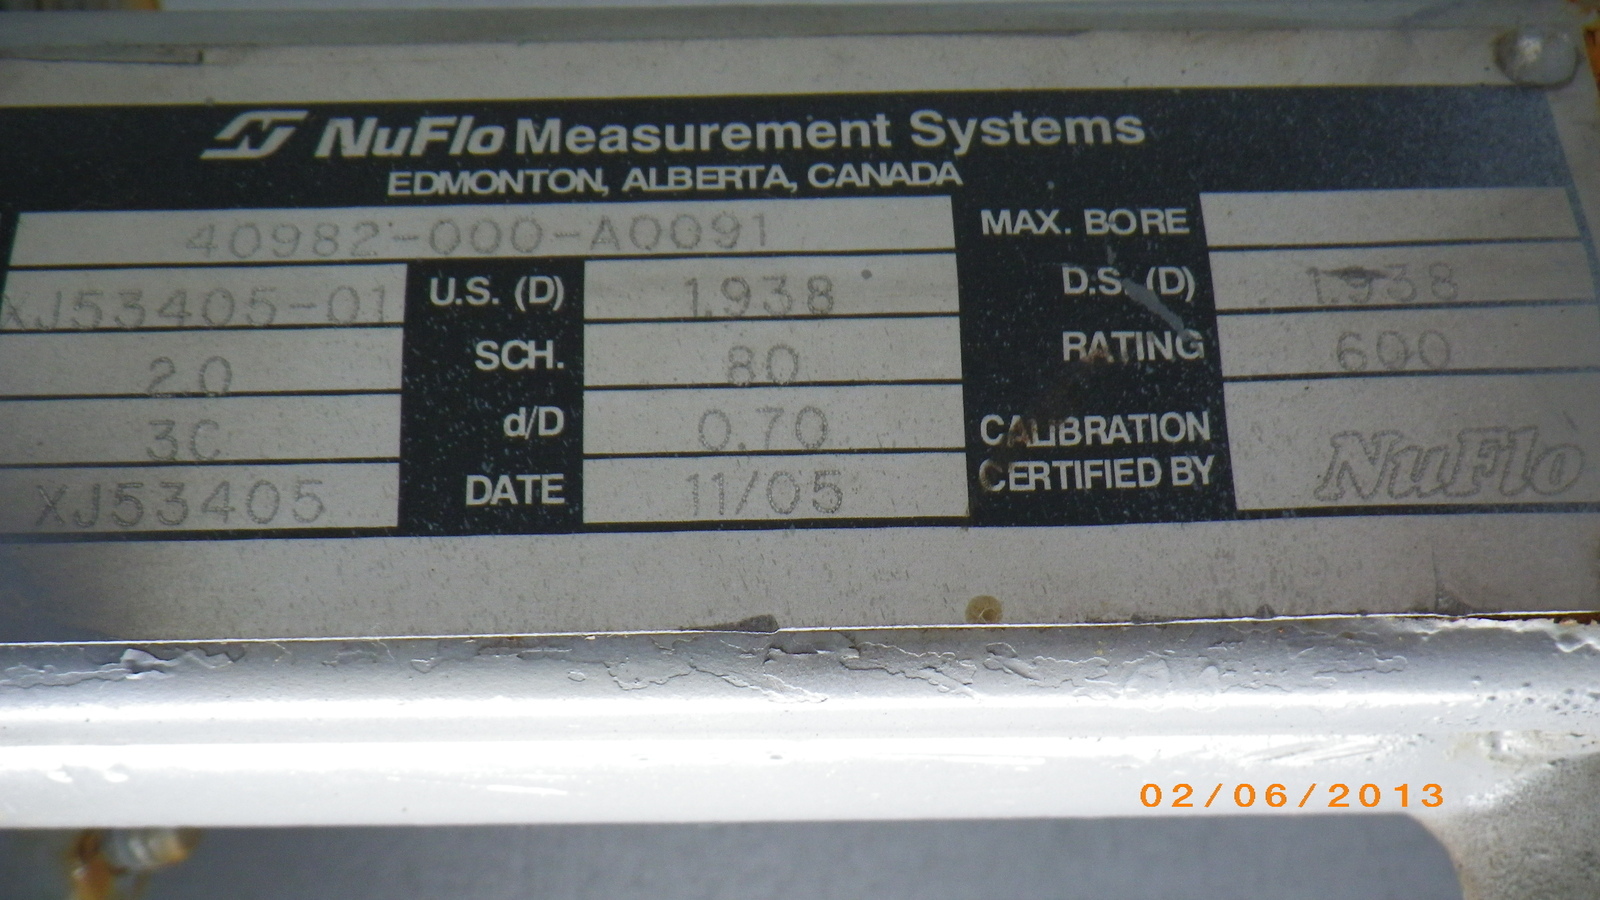 NuFlo Measurement Systems
EDMONTON, ALBERTA, CANADA
40982-000-A0091 MAX. BORE
XJ53405-01 U.S. (D) 1.938 D.S. (D) 1.938
2.0 SCH. 80 RATING 600
3C d/D 0.70 CALIBRATION
XJ53405 DATE 11/05 CERTIFIED BY NuFlo
02/06/2013